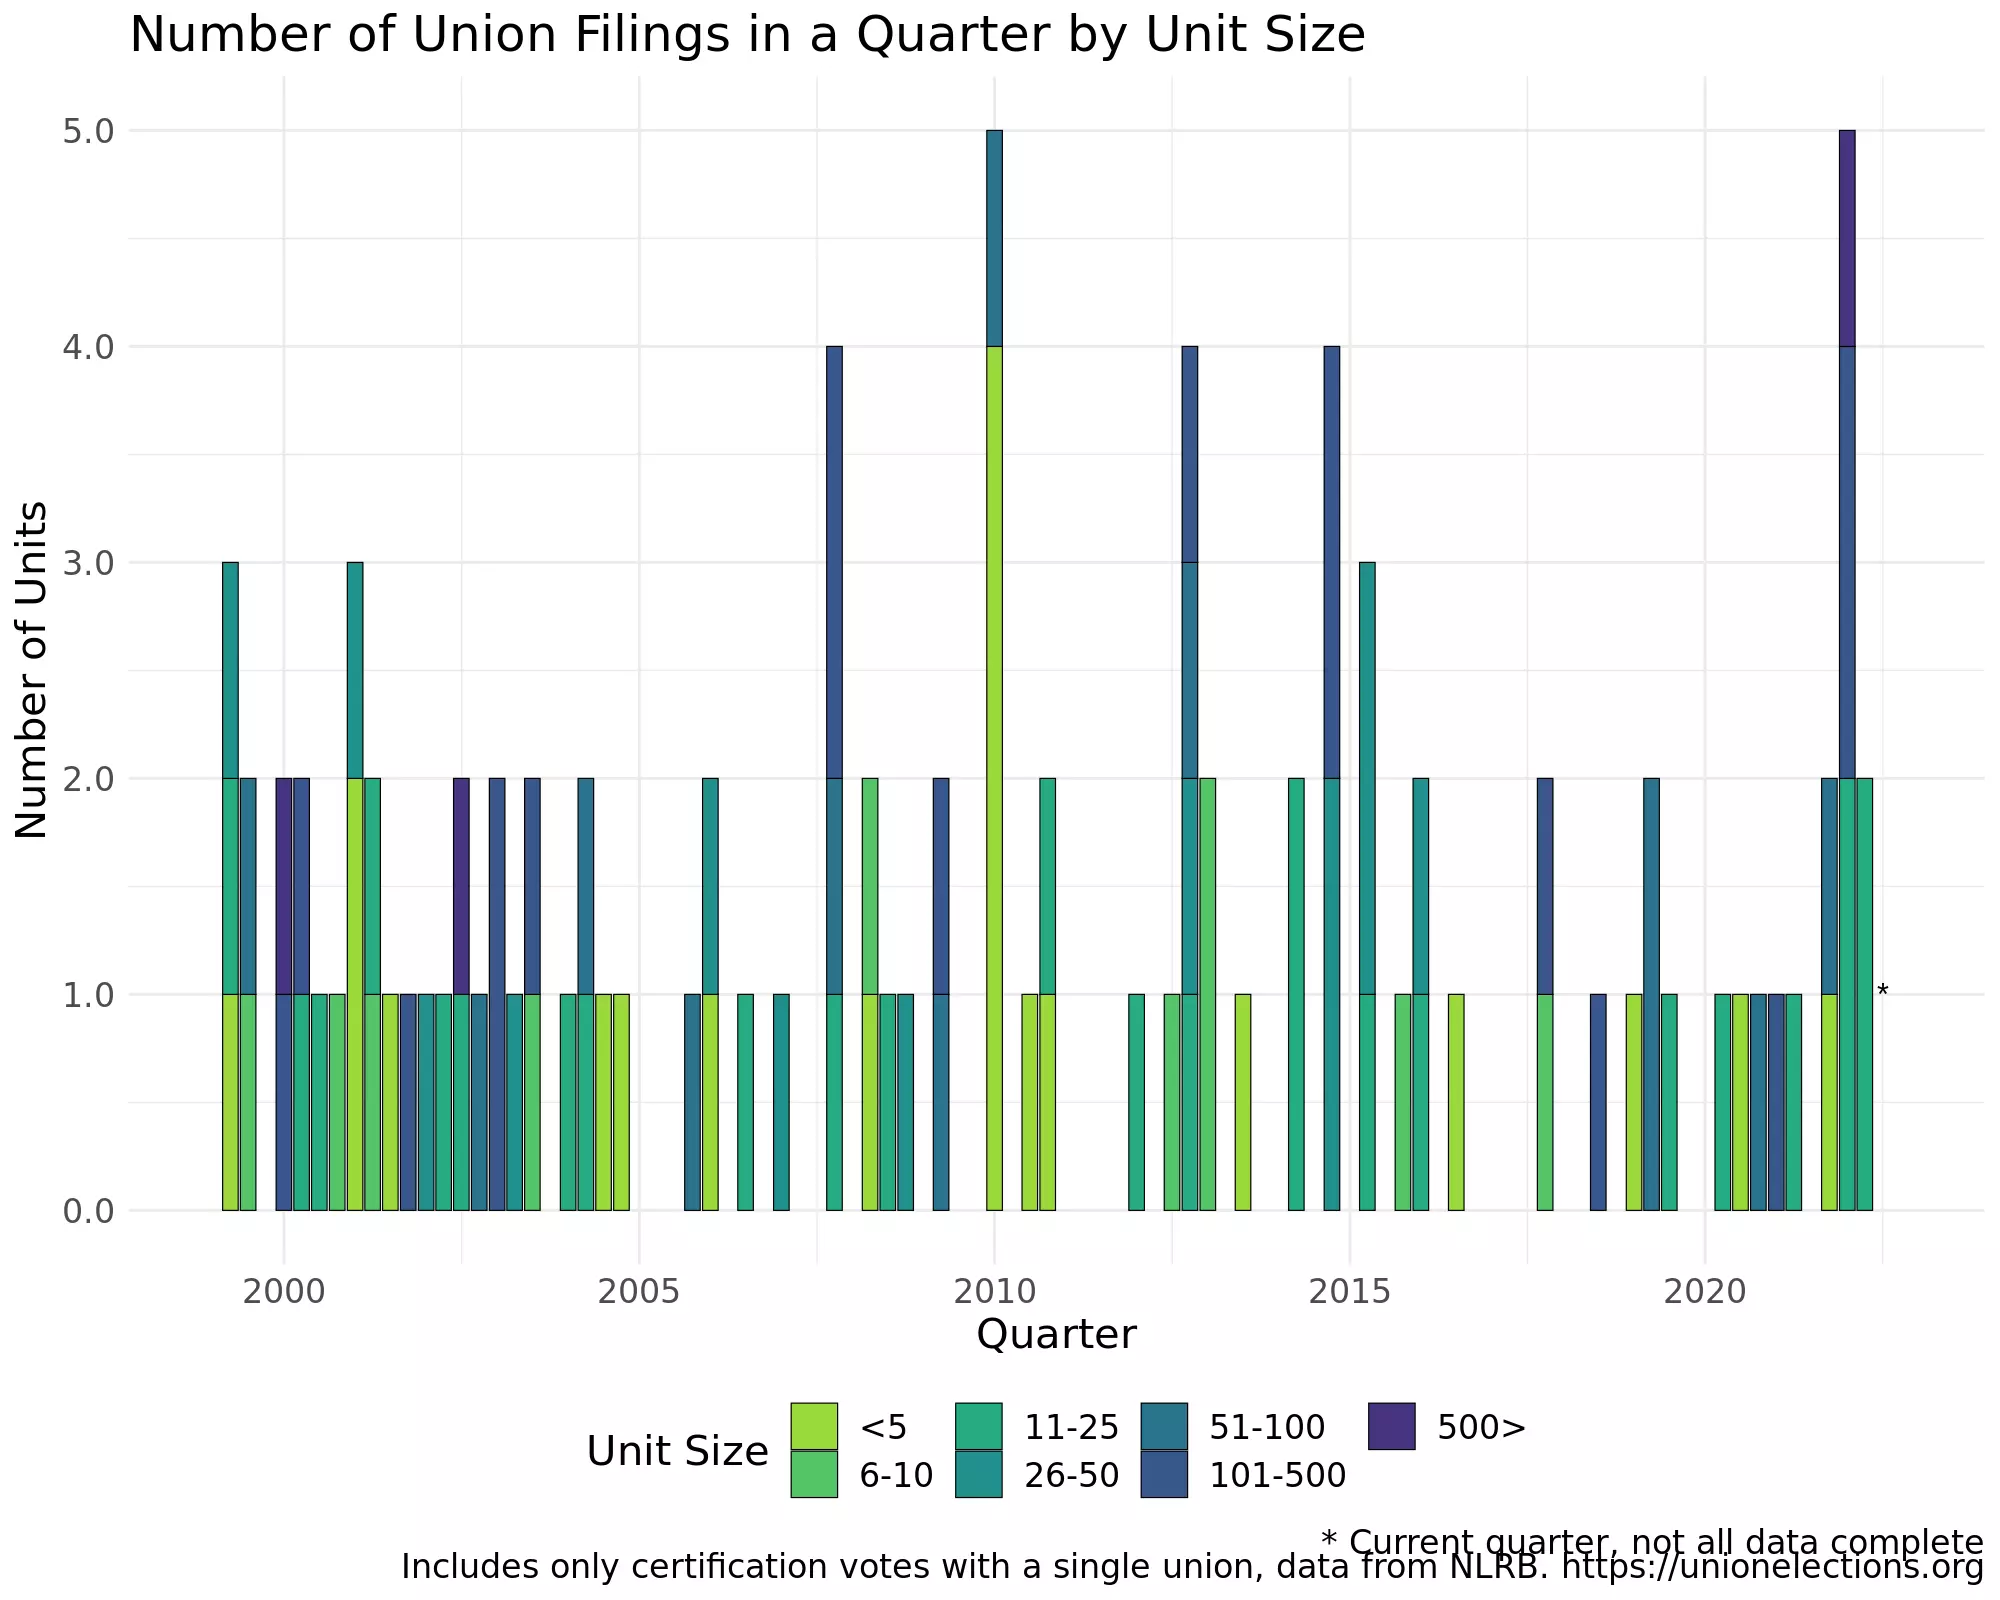 Number of Union Filings in a Quarter by Unit Size
Number of Units
5.0
4.0
3.0
2.0
1.0
0.0
*
2000 2005 2010 2015 2020
Quarter
Unit Size
<5 11-25 51-100 500>
6-10 26-50 101-500
* Current quarter, not all data complete
Includes only certification votes with a single union, data from NLRB. https://unionelections.org